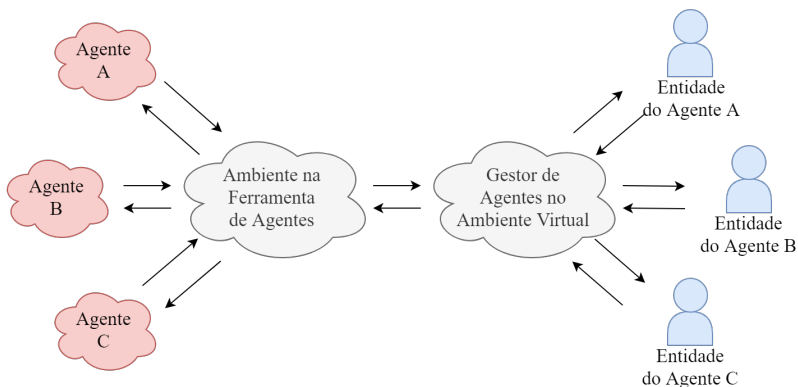 Agente
A
Agente
B
Agente
C
Ambiente na
Ferramenta
de Agentes
Gestor de
Agentes no
Ambiente Virtual
Entidade
do Agente A
Entidade
do Agente B
Entidade
do Agente C